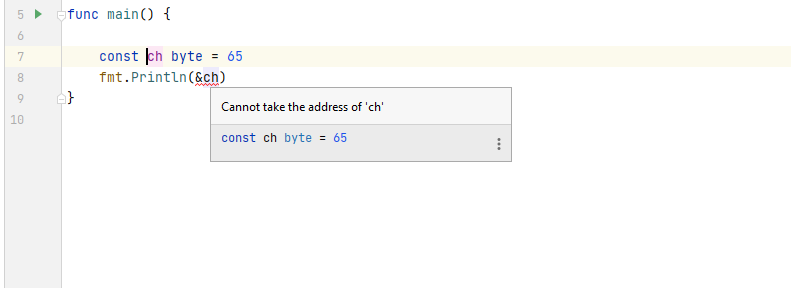 5 func main() {
6
7 const ch byte = 65
8 fmt.Println(&ch)
Cannot take the address of 'ch'
const ch byte = 65
9 }
10